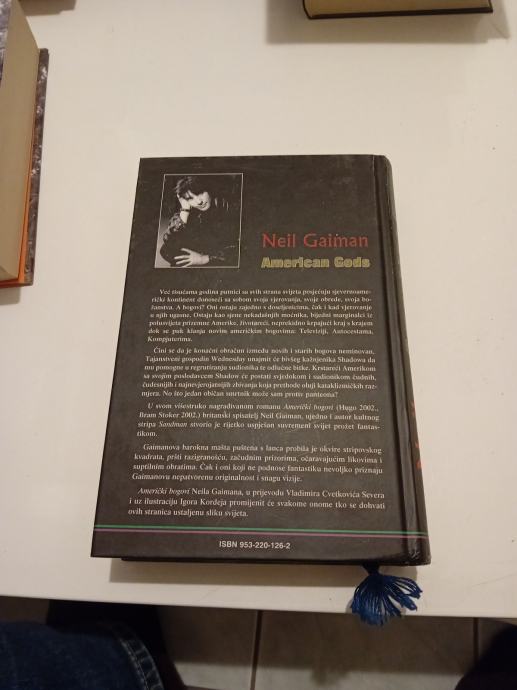 Neil Gaiman
American Gods
Već tisućama godina putnici sa svih strana svijeta posjećuju sjevernoame-
rički kontinent donoseći sa sobom svoja vjerovanja, svoje obrede, svoja bo-
žanstva. A bogovi? Oni ostaju zajedno s doseljenicima, čak i kad vjerovanje
u njih ugasne. Ostaju kao sjene nekadašnjih moćnika, bijedni marginalci iz
polusvijeta prizemne Amerike, životareći, neprekidno krpajući kraj s krajem
dok se puk klanja novim američkim bogovima: Televiziji, Autocestama,
Kompjuterima.
Čini se da je konačni obračun između novih i starih bogova neminovan.
Tajanstveni gospodin Wednesday unajmit će bivšeg kažnjenika Shadowa da
mu pomogne u regrutiranju sudionika te odlučne bitke. Krstareći Amerikom
sa svojim poslodavcem Shadow će postati svjedokom i sudionikom čudnih,
čudesnijih i najnevjerojatnijih zbivanja koja prethode oluji kataklizmičkih raz-
mjera. No što jedan običan smrtnik može sam protiv panteona?
U svom višestruko nagrađivanom romanu Američki bogovi (Hugo 2002.,
Bram Stoker 2002.) britanski spisatelj Neil Gaiman, ujedno i autor kultnog
stripa Sandman stvorio je rijetko uspješan suvremeni svijet prožet fantas-
tikom.
Gaimanova barokna mašta puštena s lanca probila je okvire stripovskog
kvadrata, pršti razigranošću, začudnim prizorima, očaravajućim likovima i
suptilnim obratima. Čak i oni koji ne podnose fantastiku nevoljko priznaju
Gaimanovu nepatvorenu originalnost i snagu vizije.
Američki bogovi Neila Gaimana, u prijevodu Vladimira Cvetkovića Severa
i uz ilustraciju Igora Kordeja promijenit će svakome onome tko se dohvati
ovih stranica ustaljenu sliku svijeta.
ISBN 953-220-126-2